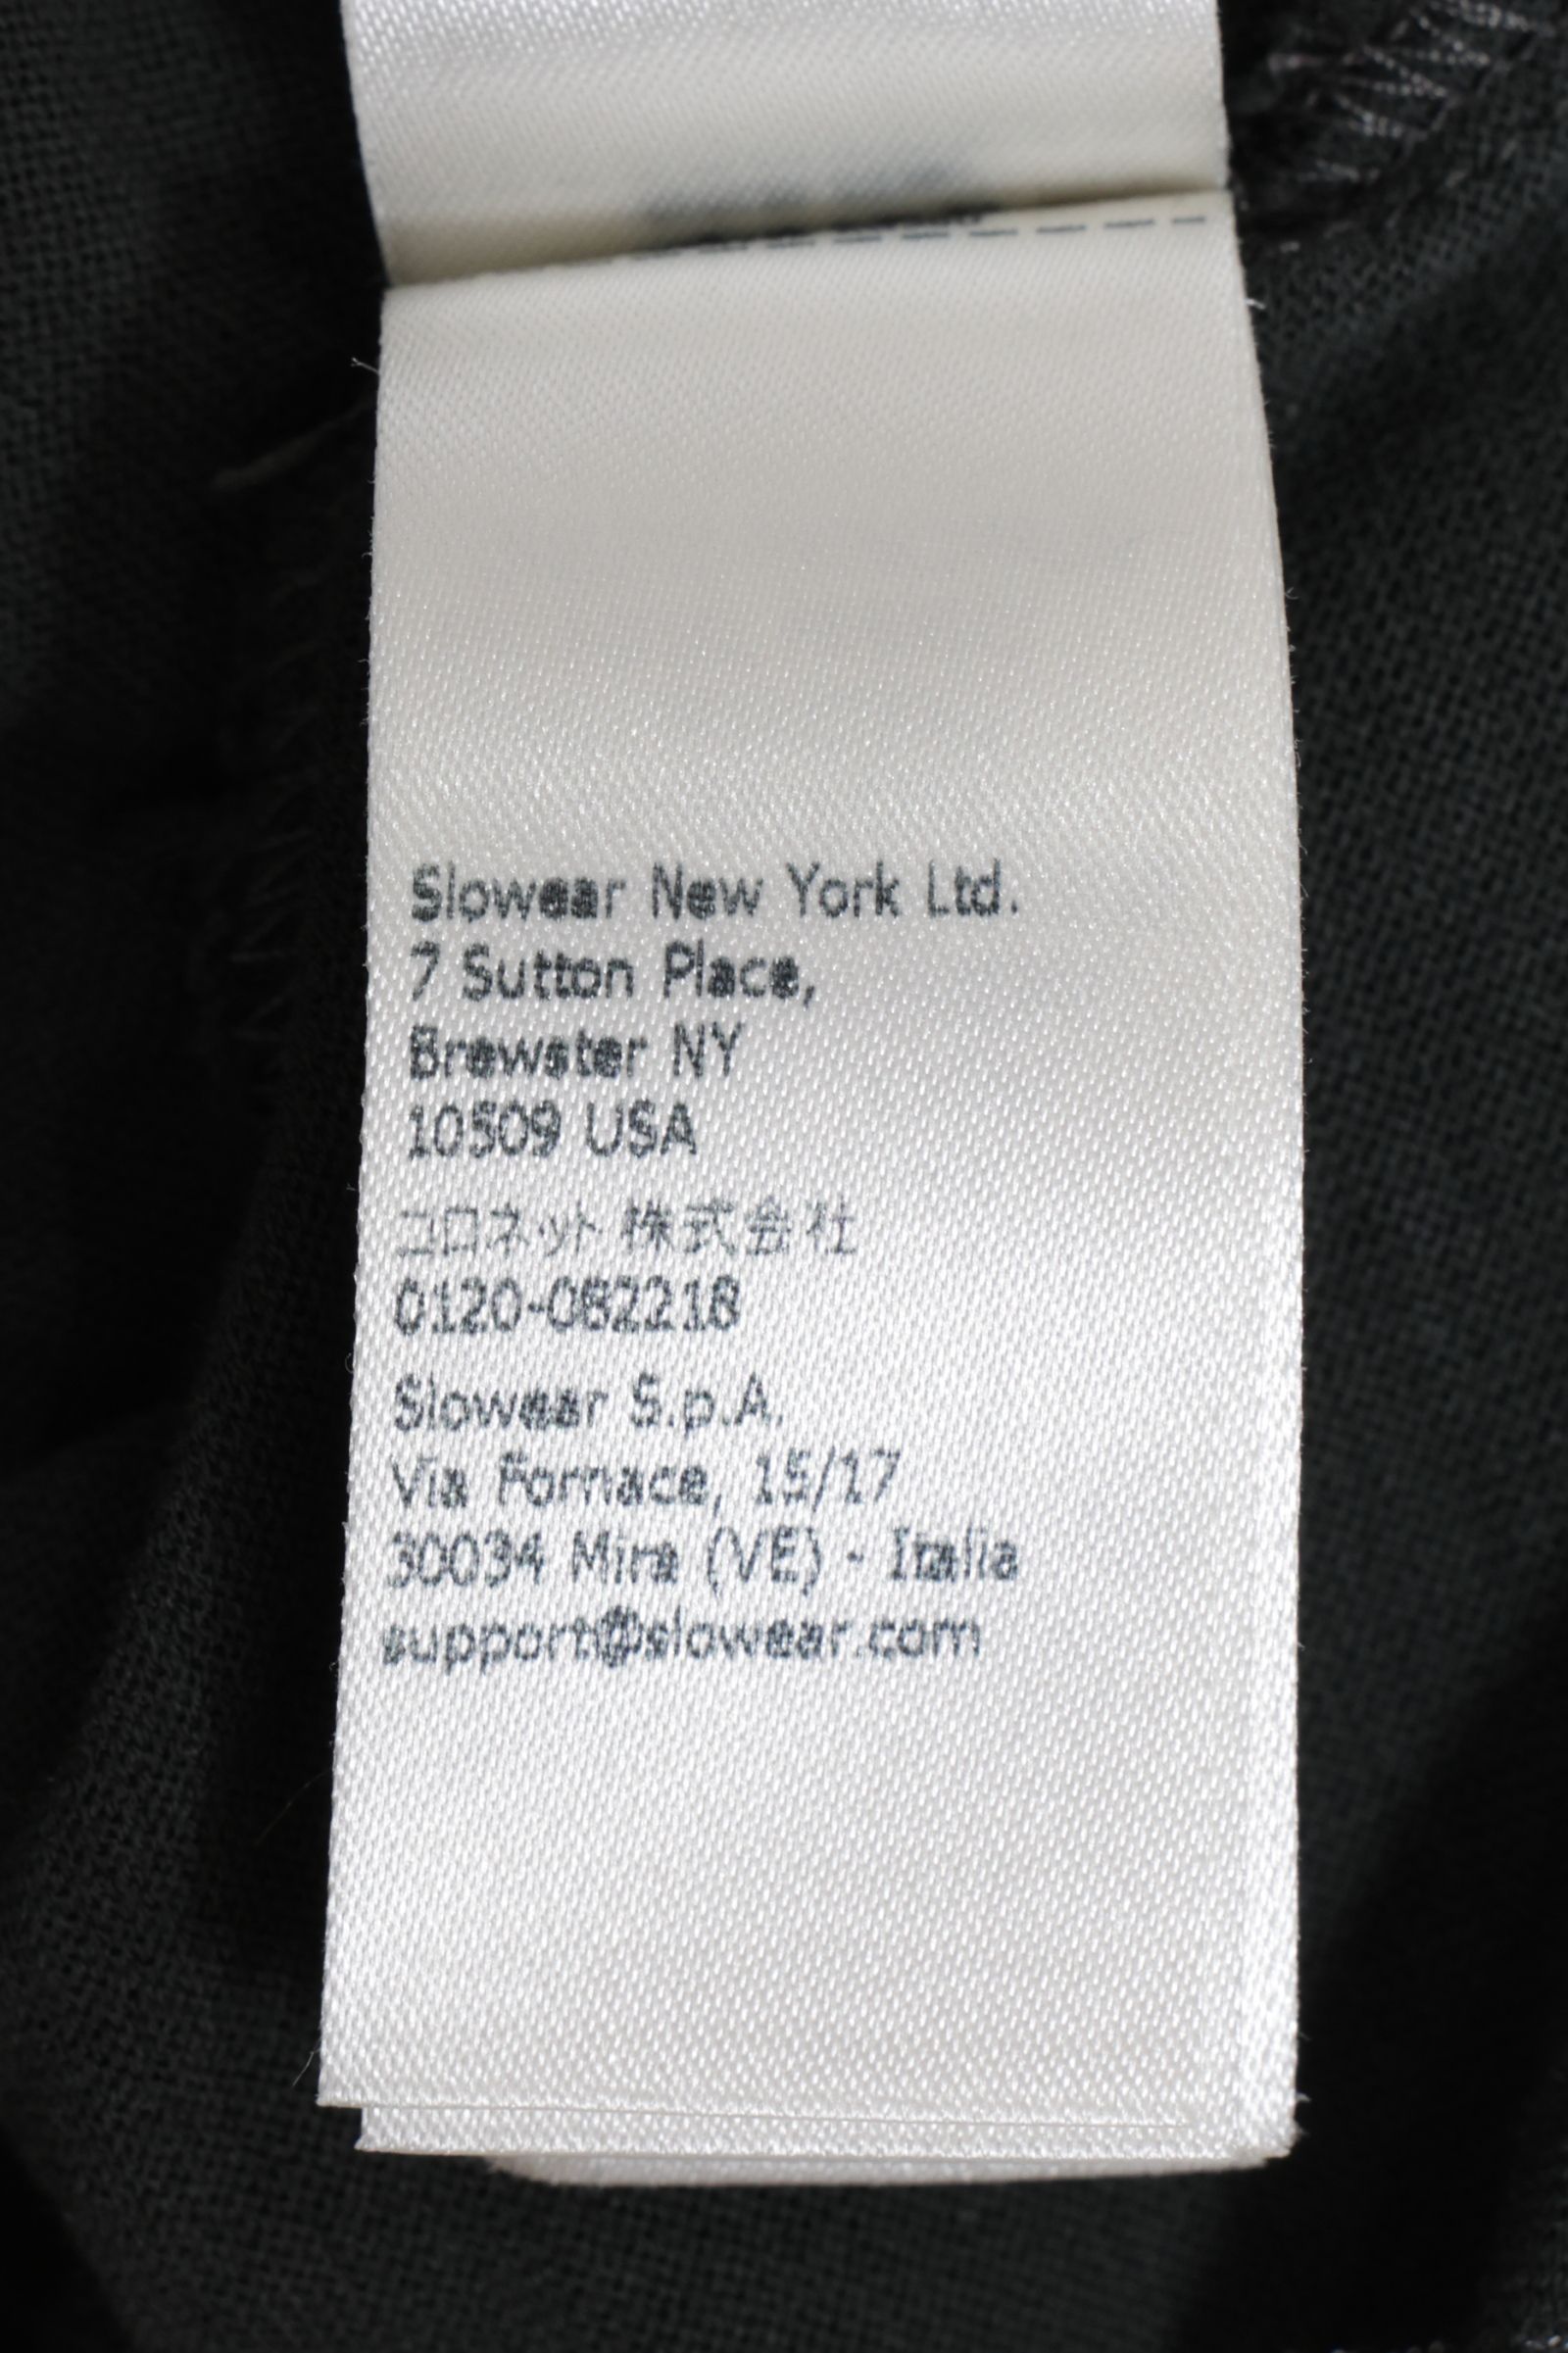 Slowear New York Ltd.
7 Sutton Place,
Brewster NY
10509 USA
コロネット 株式会社
0120-082218
Slowear S.p.A.
Via Fornace, 15/17
30034 Mira (VE) - Italia
support@slowear.com